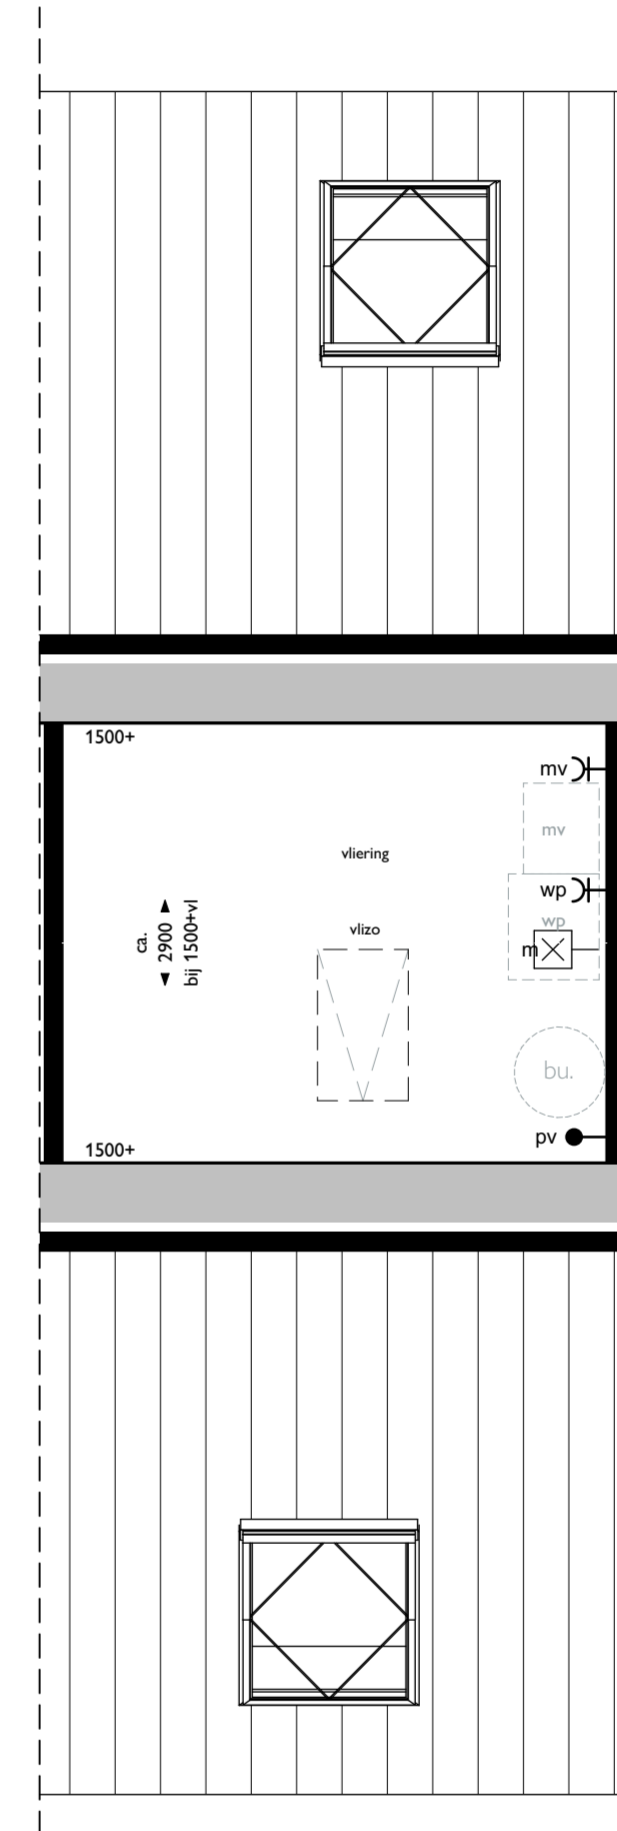 1500+
mv
mv
vliering
wp
wp
ca.
◄ 2900 ►
bij 1500+vl
vlizo
m
bu.
pv
1500+